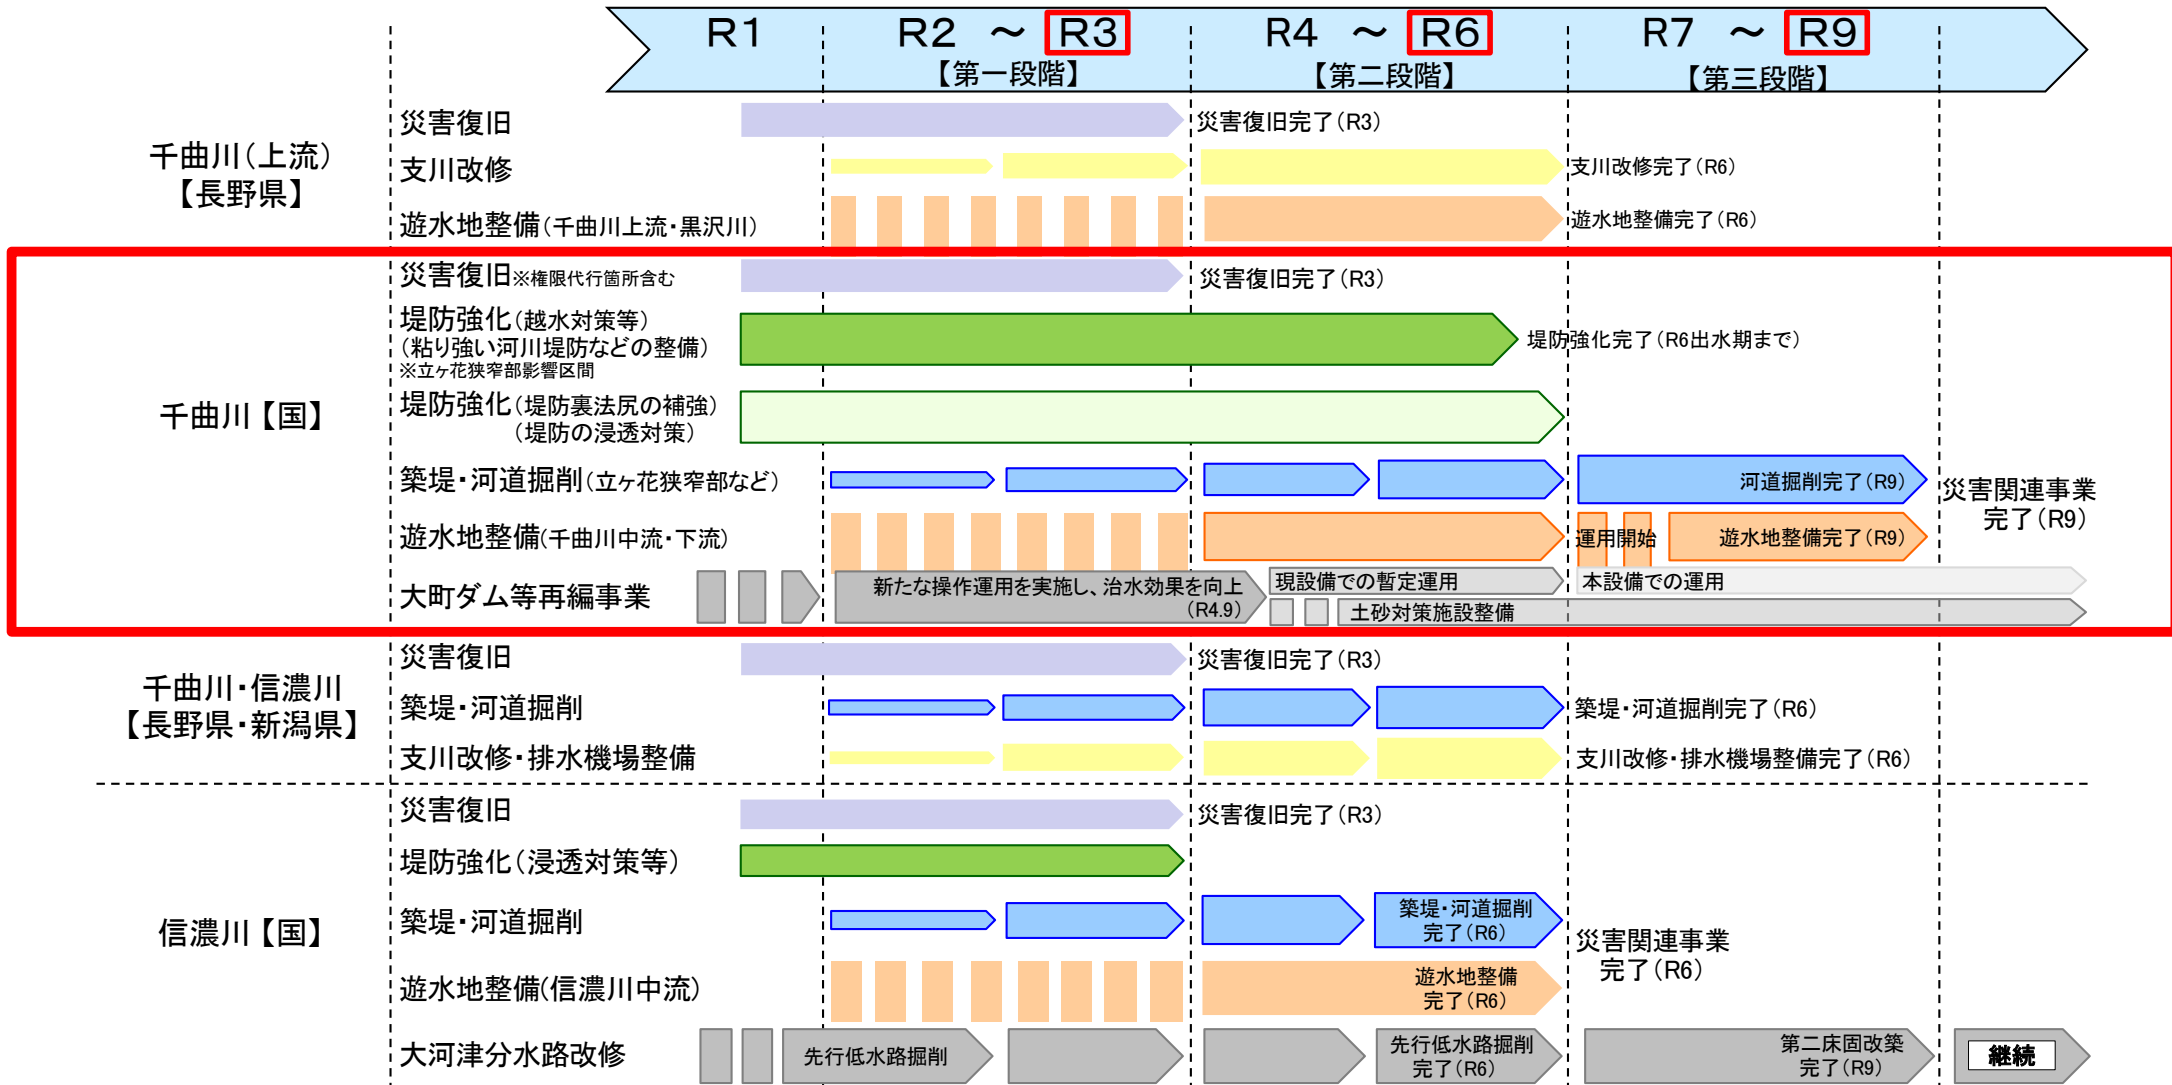 R1
R2 ～ R3
【第一段階】
R4 ～ R6
【第二段階】
R7 ～ R9
【第三段階】
千曲川（上流）
【長野県】
災害復旧
災害復旧完了（R3）
支川改修
支川改修完了（R6）
遊水地整備（千曲川上流・黒沢川）
遊水地整備完了（R6）
千曲川【国】
災害復旧※権限代行箇所含む
災害復旧完了（R3）
堤防強化（越水対策等）
（粘り強い河川堤防などの整備）
※立ヶ花狭窄部影響区間
堤防強化完了（R6出水期まで）
堤防強化（堤防裏法尻の補強）
（堤防の浸透対策）
築堤・河道掘削（立ヶ花狭窄部など）
河道掘削完了（R9）
遊水地整備（千曲川中流・下流）
運用開始
遊水地整備完了（R9）
災害関連事業
完了（R9）
大町ダム等再編事業
新たな操作運用を実施し、治水効果を向上
（R4.9）
現設備での暫定運用
本設備での運用
土砂対策施設整備
千曲川・信濃川
【長野県・新潟県】
災害復旧
災害復旧完了（R3）
築堤・河道掘削
築堤・河道掘削完了（R6）
支川改修・排水機場整備
支川改修・排水機場整備完了（R6）
信濃川【国】
災害復旧
災害復旧完了（R3）
堤防強化（浸透対策等）
築堤・河道掘削
築堤・河道掘削
完了（R6）
遊水地整備（信濃川中流）
遊水地整備
完了（R6）
災害関連事業
完了（R6）
大河津分水路改修
先行低水路掘削
先行低水路掘削
完了（R6）
第二床固改築
完了（R9）
継続